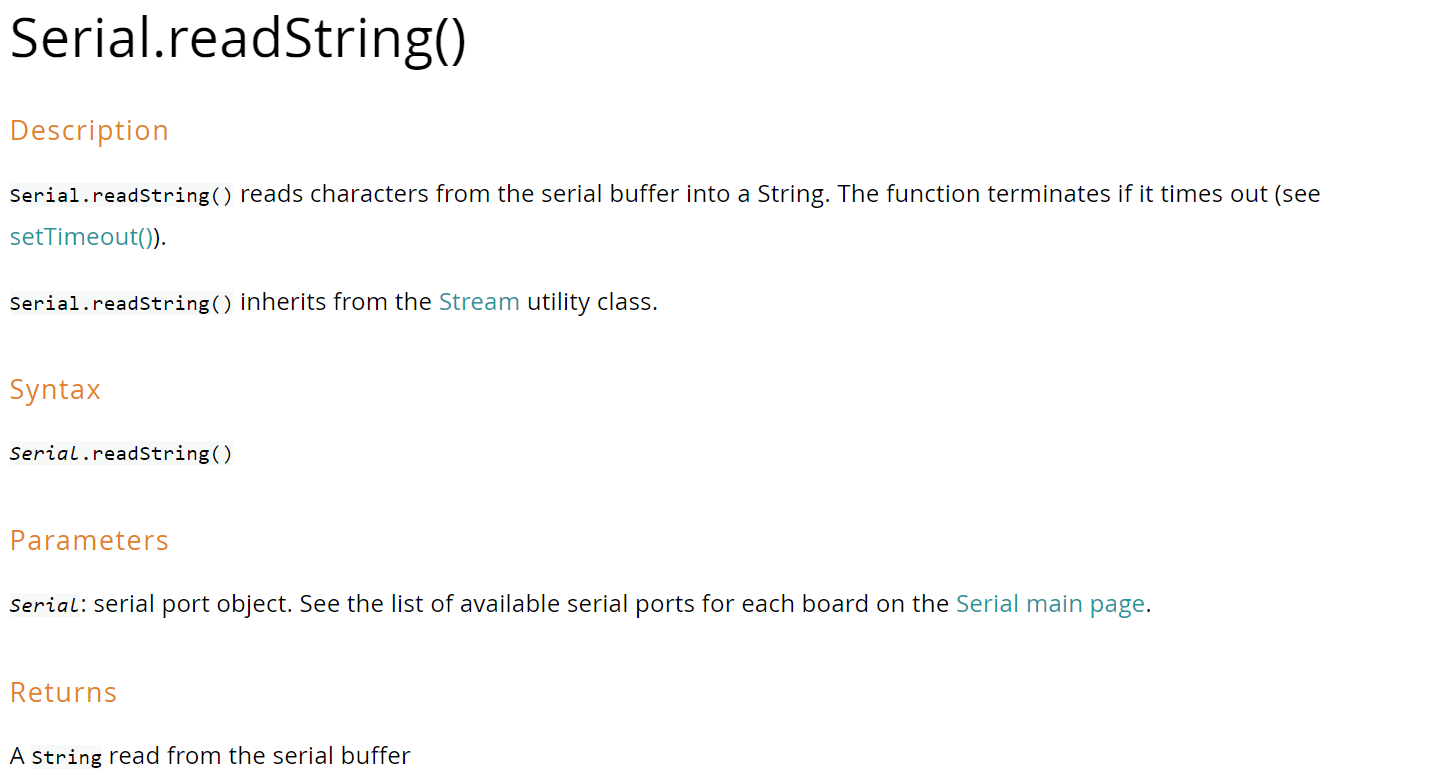 Serial.readString()
Description
Serial.readString() reads characters from the serial buffer into a String. The function terminates if it times out (see
setTimeout()).
Serial.readString() inherits from the Stream utility class.
Syntax
Serial.readString()
Parameters
Serial: serial port object. See the list of available serial ports for each board on the Serial main page.
Returns
A String read from the serial buffer